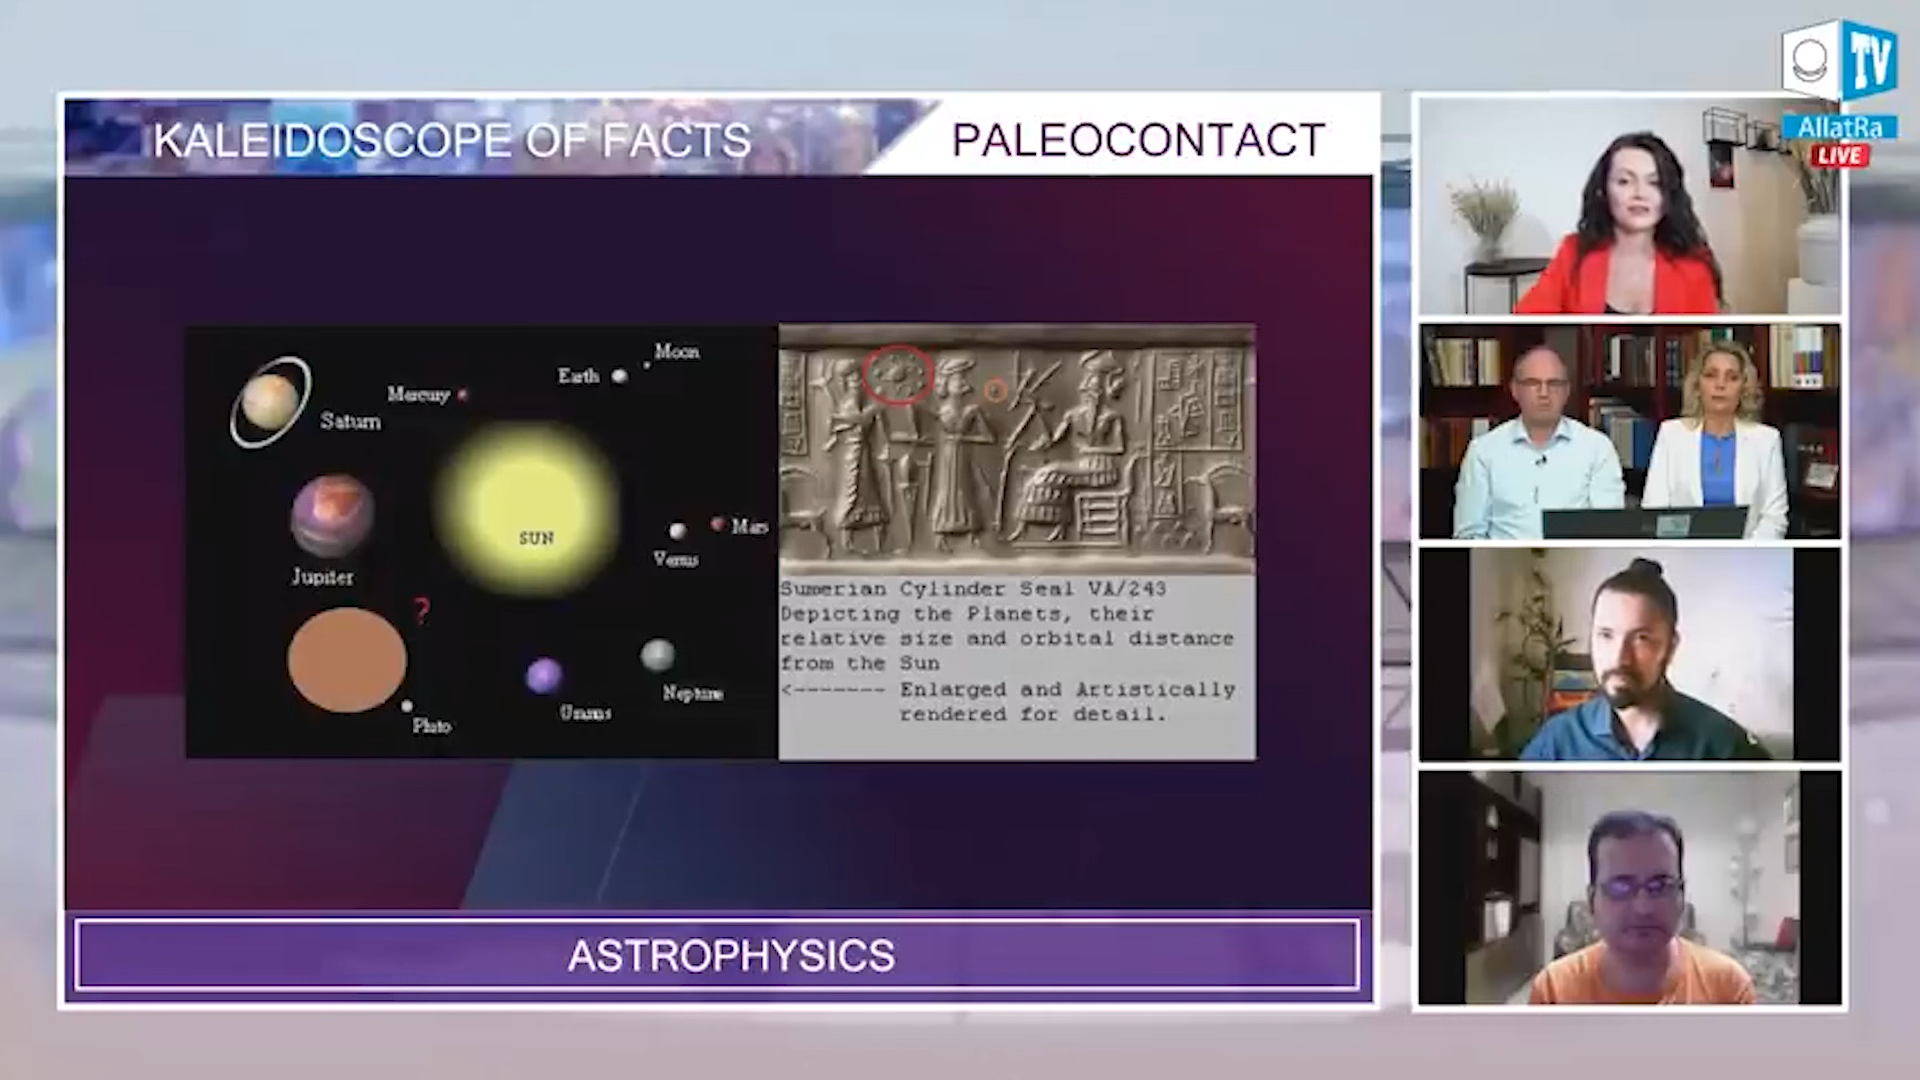 KALEIDOSCOPE OF FACTS
PALEOCONTACT
TV
AllatRa
LIVE
Moon
Earth
Mercury
Saturn
SUN
Mars
Venus
Jupiter
?
Neptune
Uranus
Pluto
Sumerian Cylinder Seal VA/243
Depicting the Planets, their
relative size and orbital distance
from the Sun
<------- Enlarged and Artistically
rendered for detail.
ASTROPHYSICS